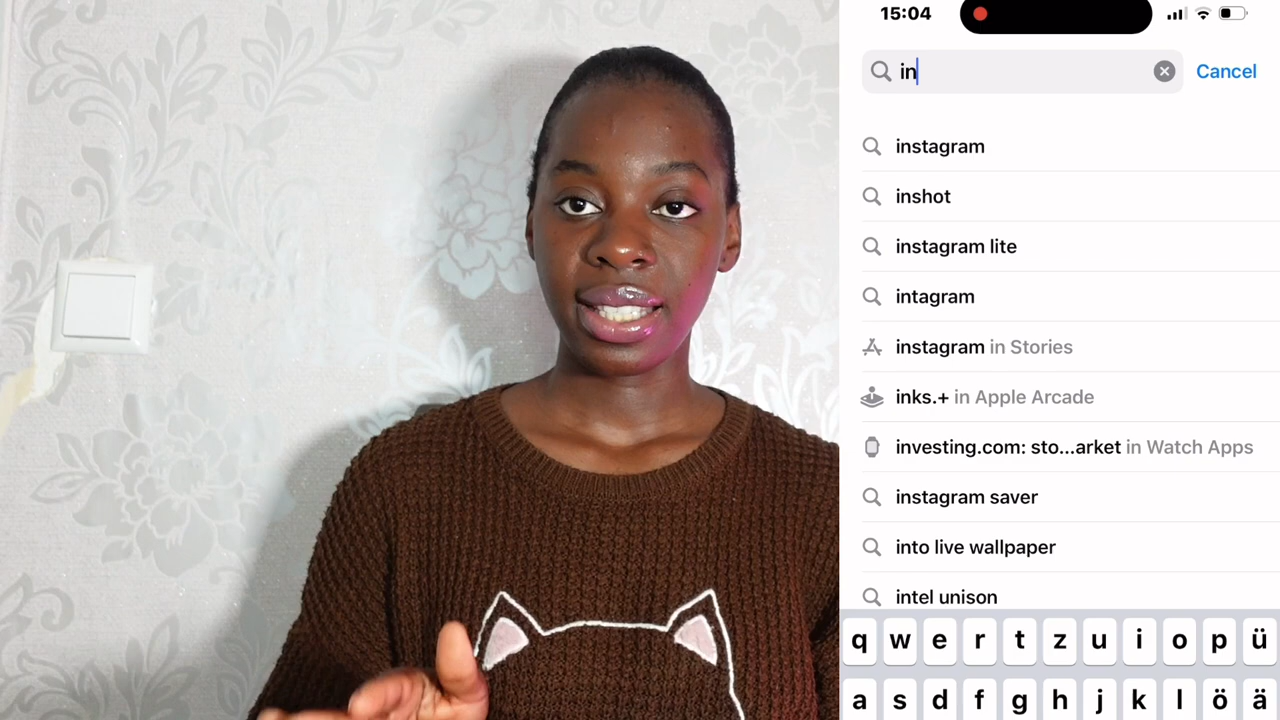 15:04
in
Cancel
instagram
inshot
instagram lite
intagram
instagram in Stories
inks.+ in Apple Arcade
investing.com: sto...arket in Watch Apps
instagram saver
into live wallpaper
intel unison
q w e r t z u i o p ü
a s d f g h j k l ö ä